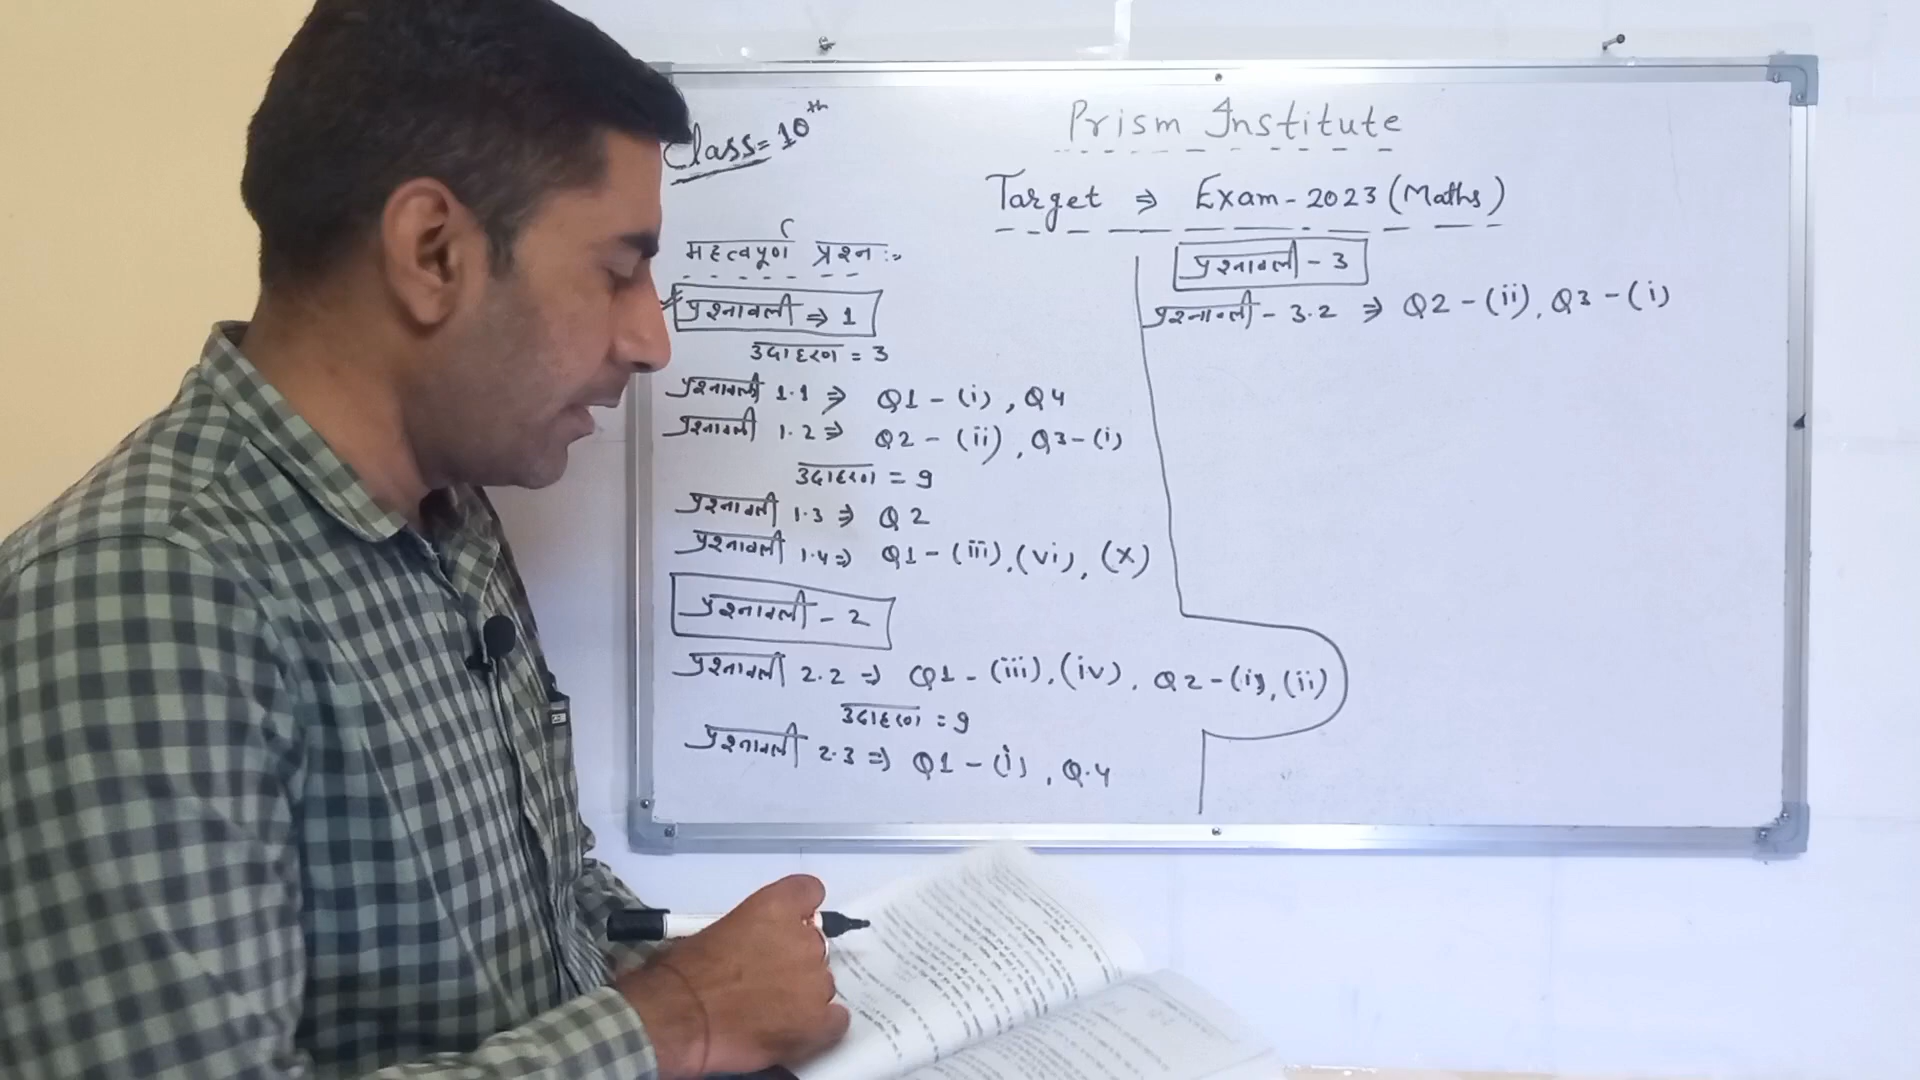 Class = 10th
Prism Institute
Target ⇒ Exam - 2023 (Maths)
महत्वपूर्ण प्रश्न :-
प्रश्नावली ⇒ 1
उदाहरण = 3
प्रश्नावली 1.1 ⇒ Q1 - (i), Q4
प्रश्नावली 1.2 ⇒ Q2 - (ii), Q3 - (i)
उदाहरण = 9
प्रश्नावली 1.3 ⇒ Q2
प्रश्नावली 1.4 ⇒ Q1 - (iii), (vi), (x)
प्रश्नावली - 2
प्रश्नावली 2.2 ⇒ Q1 - (iii), (iv), Q2 - (i), (ii)
उदाहरण = 9
प्रश्नावली 2.3 ⇒ Q1 - (i), Q.4
प्रश्नावली - 3
प्रश्नावली - 3.2 ⇒ Q2 - (ii), Q3 - (i)